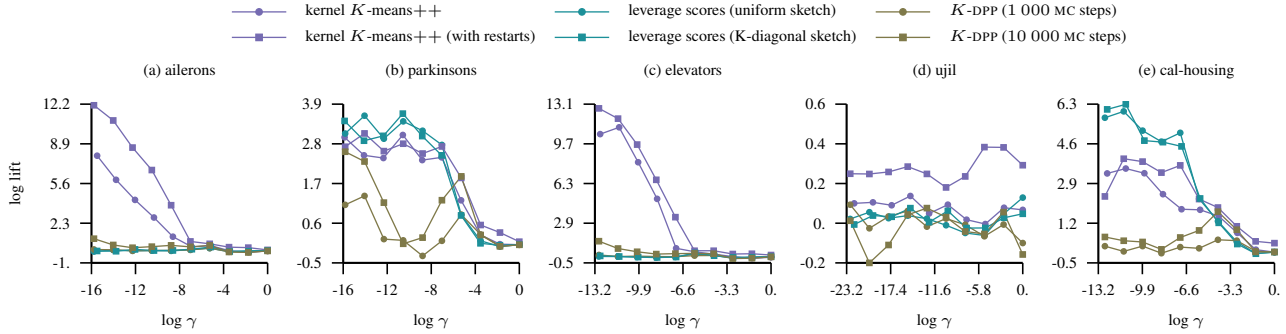 kernel K-means++ leverage scores (uniform sketch) K-DPP (1 000 MC steps)
kernel K-means++ (with restarts) leverage scores (K-diagonal sketch) K-DPP (10 000 MC steps)
(a) ailerons (b) parkinsons (c) elevators (d) ujil (e) cal-housing
12.2 3.9 13.1 0.6 6.3
8.9 2.8 9.7 0.4 4.6
log lift
5.6 1.7 6.3 0.2 2.9
2.3 0.6 2.9 0. 1.2
-1. -0.5 -0.5 -0.2 -0.5
-16 -12 -8 -4 0 -16 -12 -8 -4 0 -13.2 -9.9 -6.6 -3.3 0. -23.2 -17.4 -11.6 -5.8 0. -13.2 -9.9 -6.6 -3.3 0.
log γ log γ log γ log γ log γ